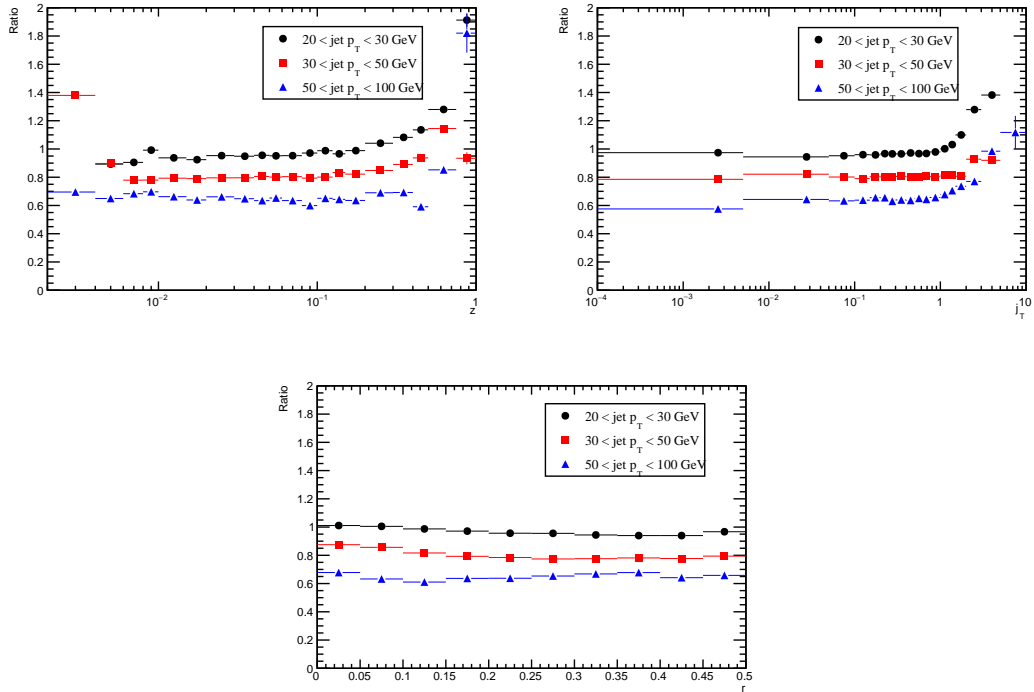 Ratio
2
1.8
1.6
1.4
1.2
1
0.8
0.6
0.4
0.2
0
20 < jet p_T < 30 GeV
30 < jet p_T < 50 GeV
50 < jet p_T < 100 GeV
10⁻² 10⁻¹ 1
z
Ratio
2
1.8
1.6
1.4
1.2
1
0.8
0.6
0.4
0.2
0
20 < jet p_T < 30 GeV
30 < jet p_T < 50 GeV
50 < jet p_T < 100 GeV
10⁻⁴ 10⁻³ 10⁻² 10⁻¹ 1 10
j_T
Ratio
2
1.8
1.6
1.4
1.2
1
0.8
0.6
0.4
0.2
0
20 < jet p_T < 30 GeV
30 < jet p_T < 50 GeV
50 < jet p_T < 100 GeV
0 0.05 0.1 0.15 0.2 0.25 0.3 0.35 0.4 0.45 0.5
r